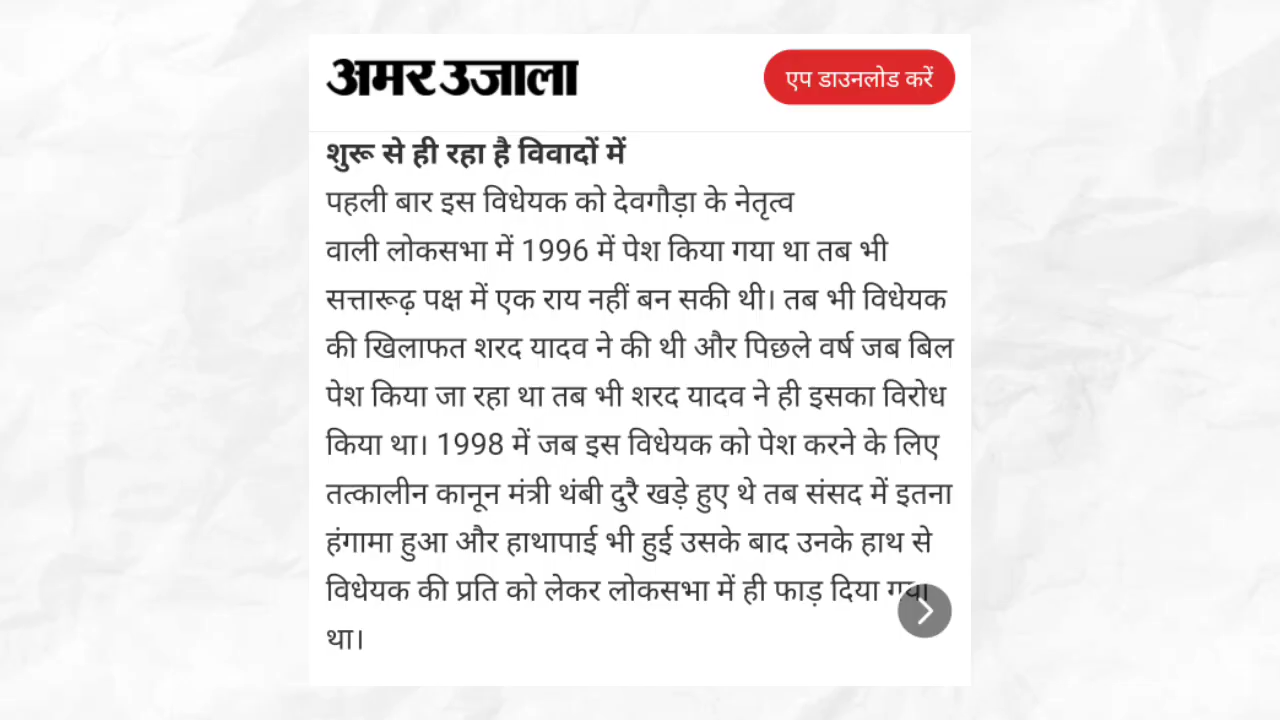 अमर उजाला
एप डाउनलोड करें
शुरू से ही रहा है विवादों में
पहली बार इस विधेयक को देवगौड़ा के नेतृत्व
वाली लोकसभा में 1996 में पेश किया गया था तब भी
सत्तारूढ़ पक्ष में एक राय नहीं बन सकी थी। तब भी विधेयक
की खिलाफत शरद यादव ने की थी और पिछले वर्ष जब बिल
पेश किया जा रहा था तब भी शरद यादव ने ही इसका विरोध
किया था। 1998 में जब इस विधेयक को पेश करने के लिए
तत्कालीन कानून मंत्री थंबी दुरै खड़े हुए थे तब संसद में इतना
हंगामा हुआ और हाथापाई भी हुई उसके बाद उनके हाथ से
विधेयक की प्रति को लेकर लोकसभा में ही फाड़ दिया गया
था।